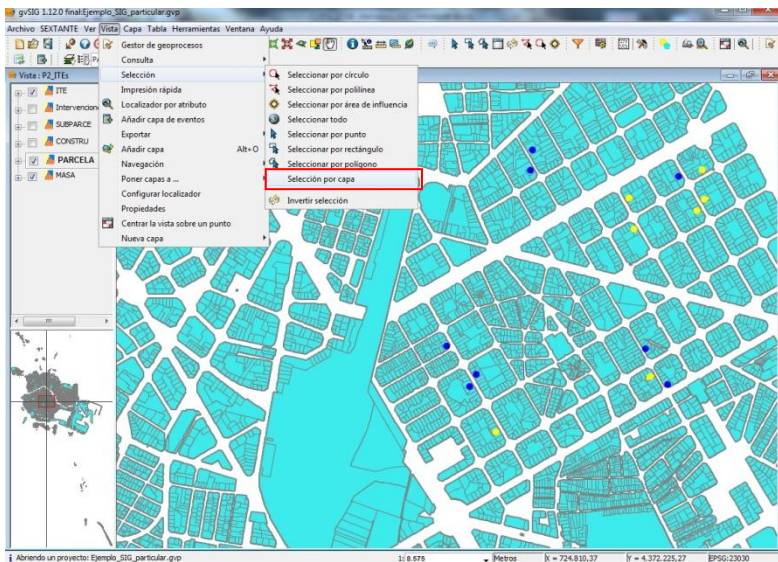 gvSIG 1.12.0 final:Ejemplo_SIG_particular.gvp
Archivo SEXTANTE Ver Vista Capa Tabla Herramientas Ventana Ayuda
Gestor de geoprocesos
Consulta
Vista : P2_ITEs
Selección
Seleccionar por círculo
ITE
Impresión rápida
Seleccionar por polilínea
Localizador por atributo
Seleccionar por área de influencia
SUBPARCE
Añadir capa de eventos
Seleccionar todo
CONSTRU
Exportar
Seleccionar por punto
Añadir capa Alt+O
Seleccionar por rectángulo
PARCELA
Navegación
Seleccionar por polígono
MASA
Poner capas a ...
Selección por capa
Configurar localizador
Invertir selección
Propiedades
Centrar la vista sobre un punto
Nueva capa
Abriendo un proyecto: Ejemplo_SIG_particular.gvp
1: 8.575
Metros
X = 724.810,37
Y = 4.372.225,27
EPSG:23030